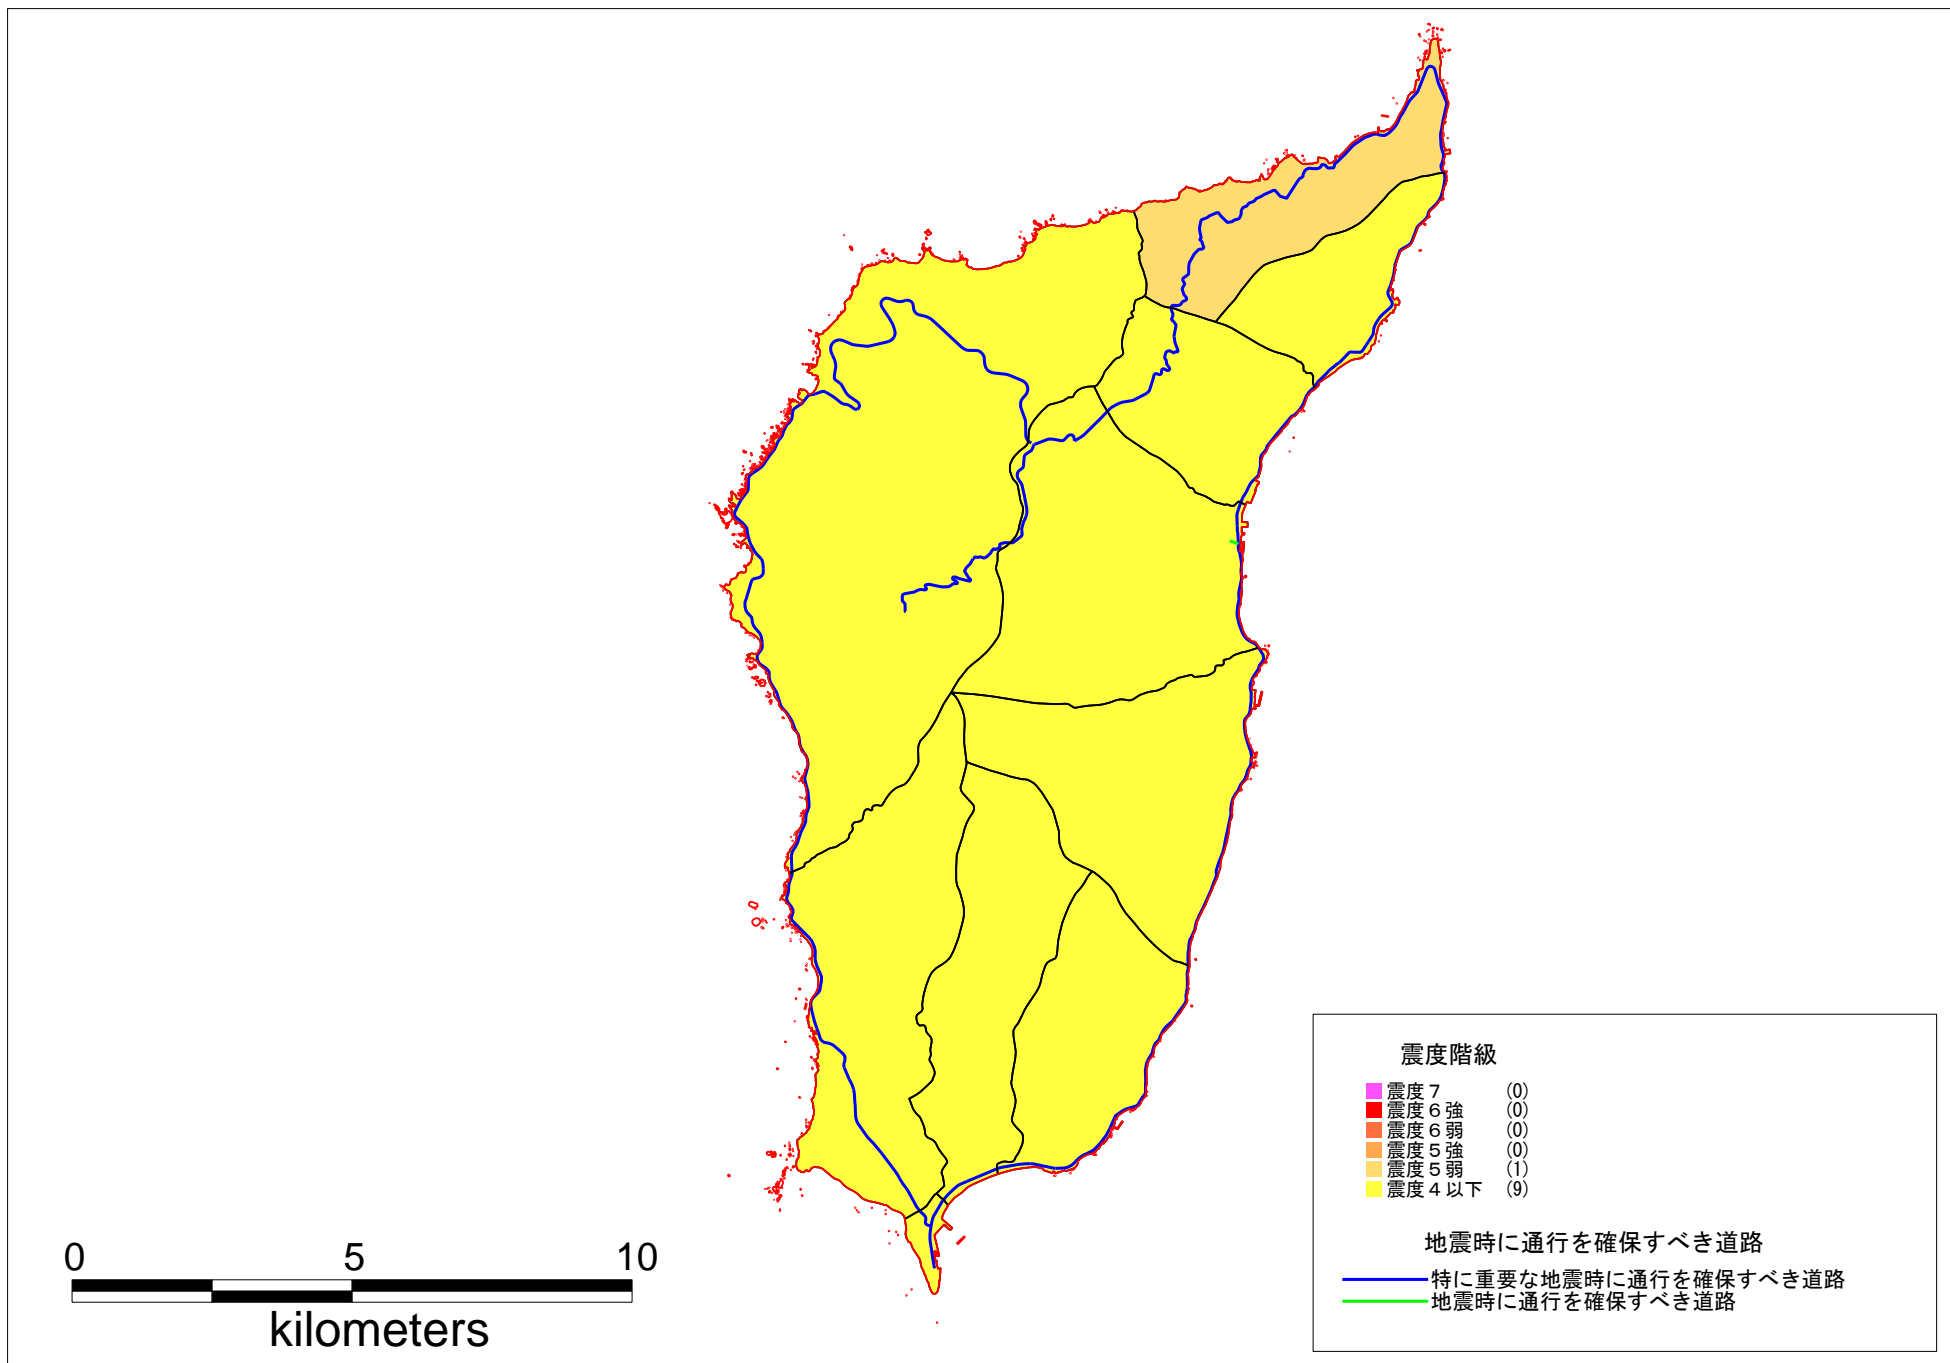 震度階級
震度７ (0)
震度６強 (0)
震度６弱 (0)
震度５強 (0)
震度５弱 (1)
震度４以下 (9)
地震時に通行を確保すべき道路
特に重要な地震時に通行を確保すべき道路
地震時に通行を確保すべき道路
0 5 10
kilometers